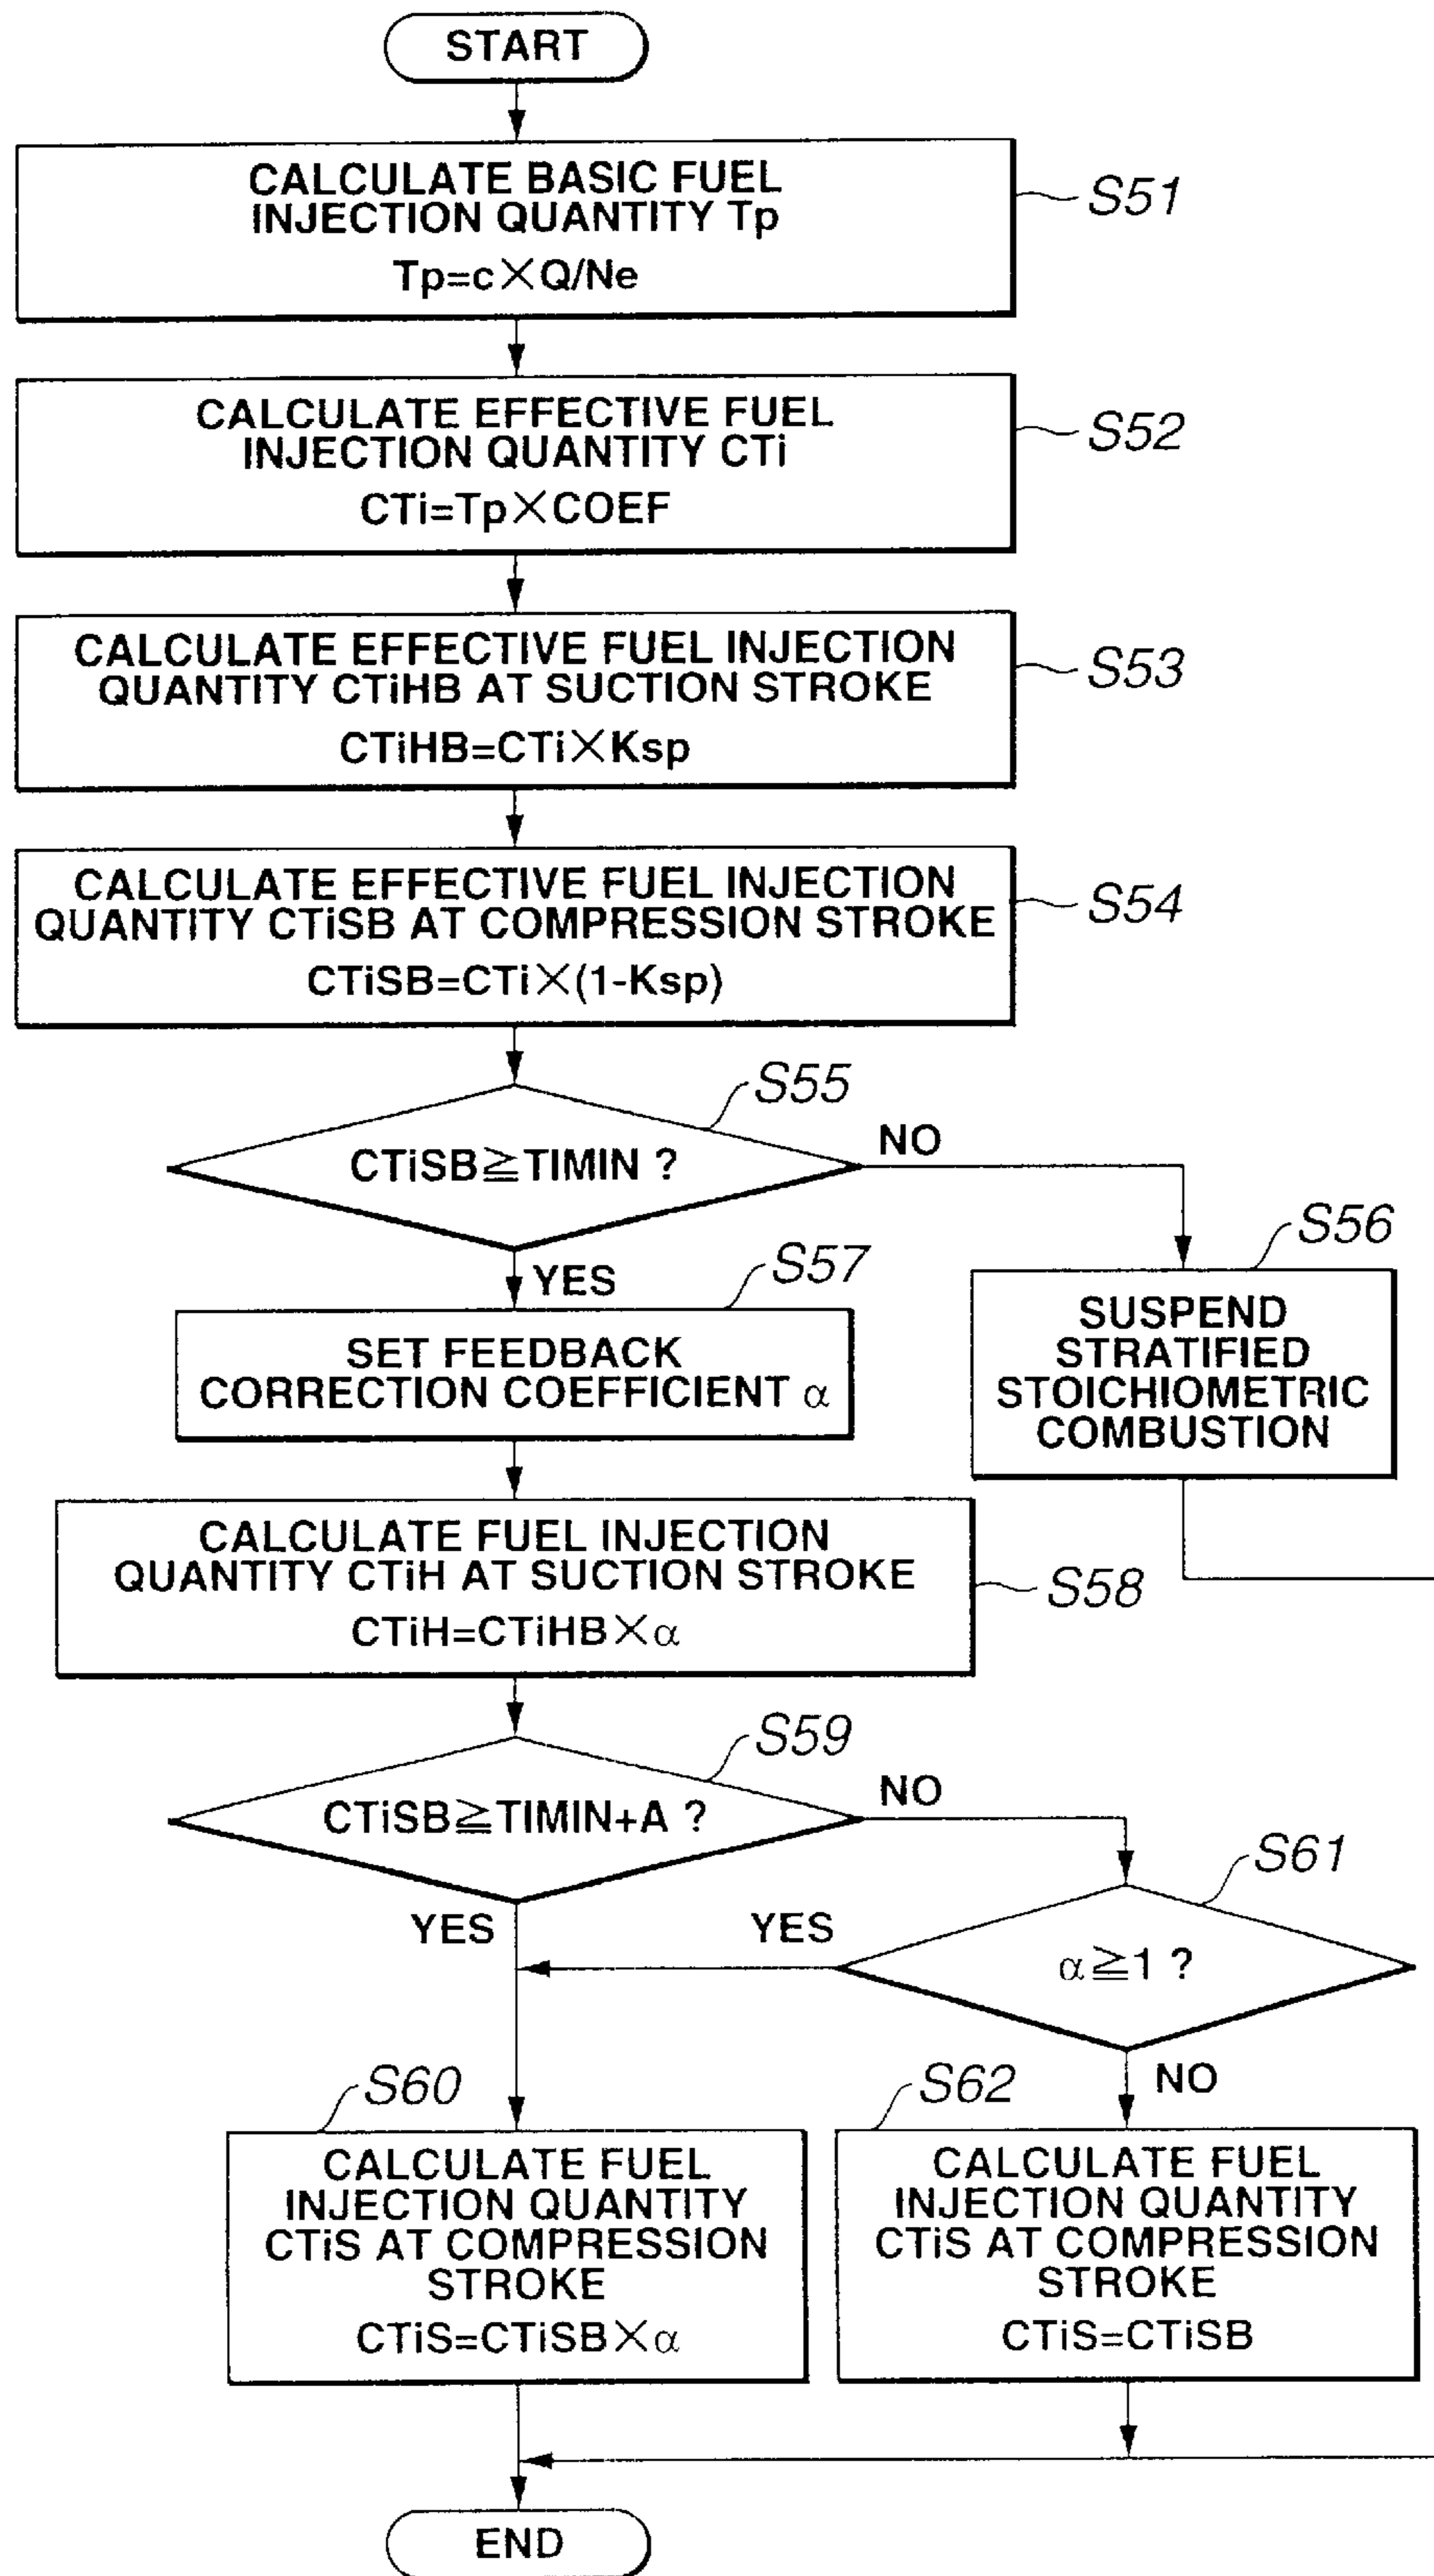 START
CALCULATE BASIC FUEL
INJECTION QUANTITY Tp
Tp=c×Q/Ne
S51
CALCULATE EFFECTIVE FUEL
INJECTION QUANTITY CTi
CTi=Tp×COEF
S52
CALCULATE EFFECTIVE FUEL INJECTION
QUANTITY CTiHB AT SUCTION STROKE
CTiHB=CTi×Ksp
S53
CALCULATE EFFECTIVE FUEL INJECTION
QUANTITY CTiSB AT COMPRESSION STROKE
CTiSB=CTi×(1-Ksp)
S54
S55
CTiSB≧TIMIN ?
NO
YES
S56
SUSPEND
STRATIFIED
STOICHIOMETRIC
COMBUSTION
S57
SET FEEDBACK
CORRECTION COEFFICIENT α
CALCULATE FUEL INJECTION
QUANTITY CTiH AT SUCTION STROKE
CTiH=CTiHB×α
S58
S59
CTiSB≧TIMIN+A ?
NO
YES
S61
α≧1 ?
YES
NO
S60
CALCULATE FUEL
INJECTION QUANTITY
CTiS AT COMPRESSION
STROKE
CTiS=CTiSB×α
S62
CALCULATE FUEL
INJECTION QUANTITY
CTiS AT COMPRESSION
STROKE
CTiS=CTiSB
END